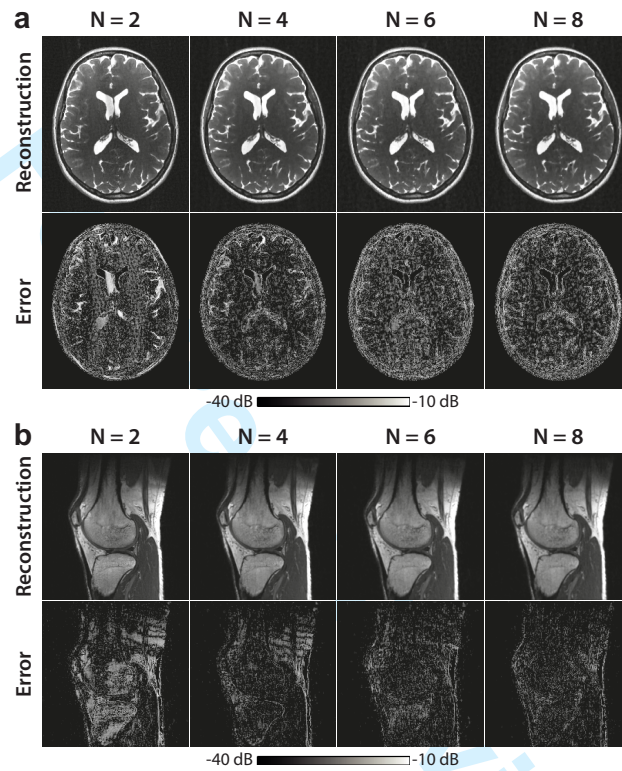 a
N = 2 N = 4 N = 6 N = 8
Reconstruction
Error
-40 dB -10 dB
b
N = 2 N = 4 N = 6 N = 8
Reconstruction
Error
-40 dB -10 dB